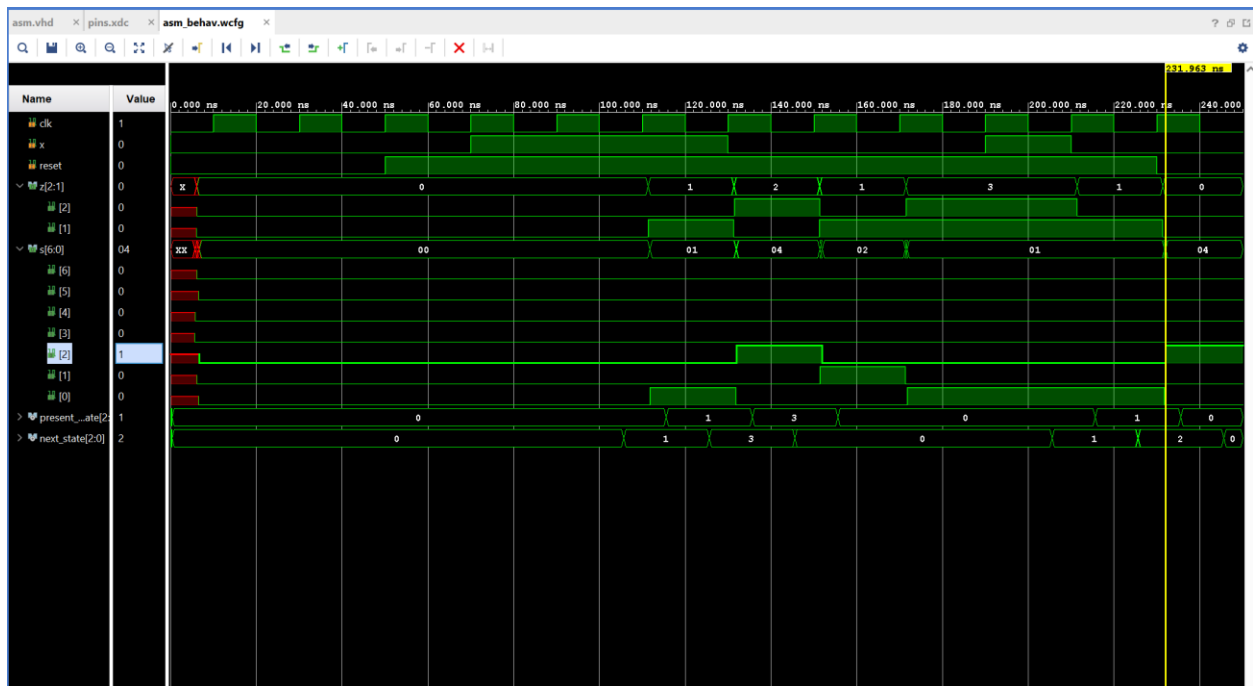 asm.vhd × pins.xdc × asm_behav.wcfg × ?
231.963 ns
Name Value 0.000 ns 20.000 ns 40.000 ns 60.000 ns 80.000 ns 100.000 ns 120.000 ns 140.000 ns 160.000 ns 180.000 ns 200.000 ns 220.000 ns 240.000
clk 1
x 0
reset 0
z[2:1] 0 X 0 1 2 1 3 1 0
[2] 0
[1] 0
s[6:0] 04 XX 00 01 04 02 01 04
[6] 0
[5] 0
[4] 0
[3] 0
[2] 1
[1] 0
[0] 0
present_...ate[2: 1 0 1 3 0 1 0
next_state[2:0] 2 0 1 3 0 1 2 0